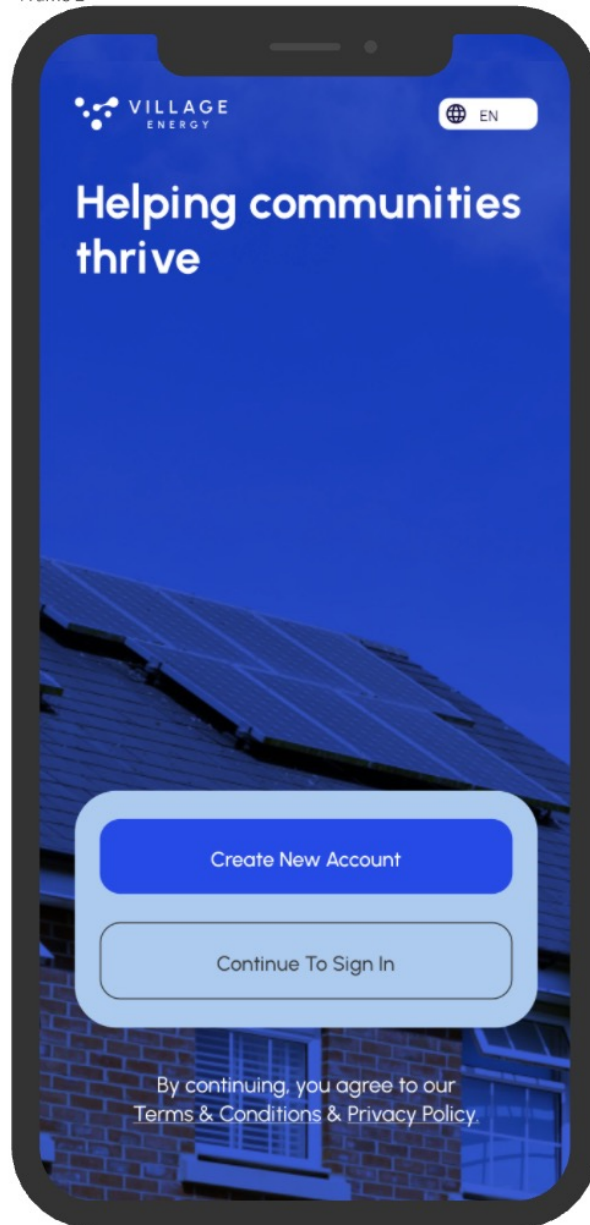 VILLAGE
ENERGY
EN
Helping communities
thrive
Create New Account
Continue To Sign In
By continuing, you agree to our
Terms & Conditions & Privacy Policy.